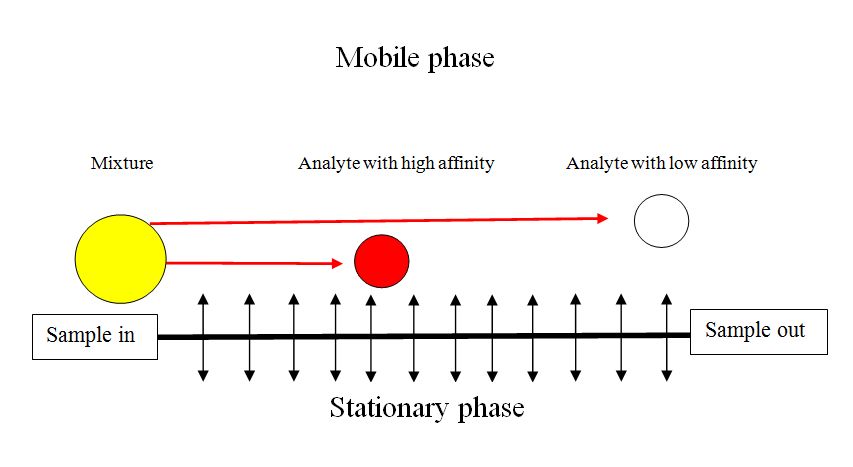 Mobile phase
Mixture
Analyte with high affinity
Analyte with low affinity
Sample in
Sample out
Stationary phase